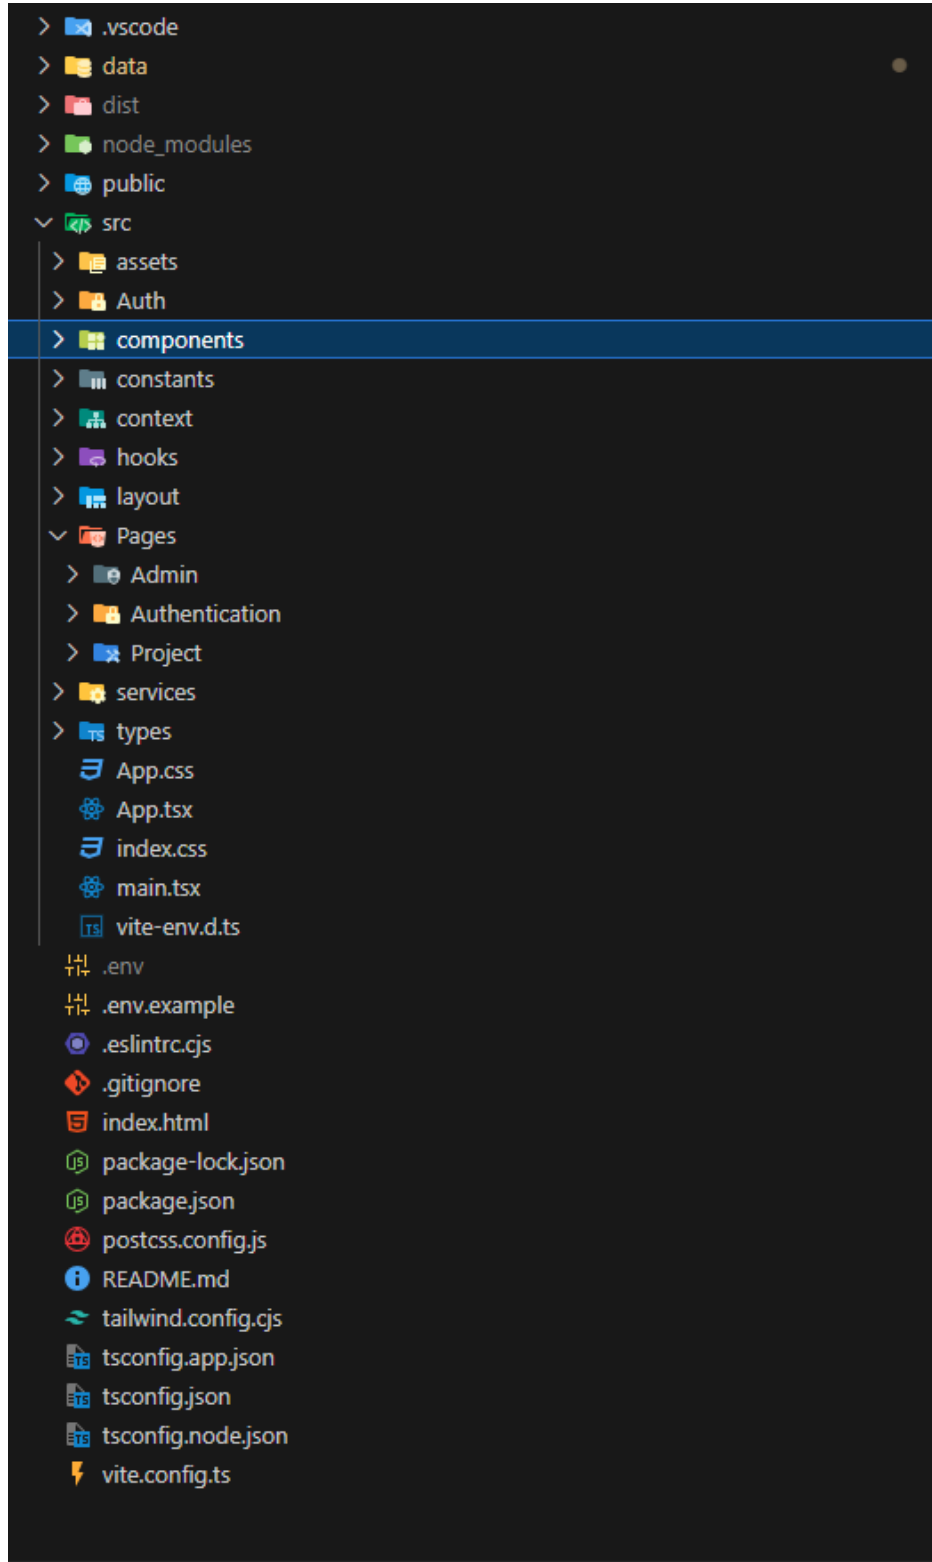 .vscode
data
dist
node_modules
public
src
assets
Auth
components
constants
context
hooks
layout
Pages
Admin
Authentication
Project
services
types
App.css
App.tsx
index.css
main.tsx
vite-env.d.ts
.env
.env.example
.eslintrc.cjs
.gitignore
index.html
package-lock.json
package.json
postcss.config.js
README.md
tailwind.config.cjs
tsconfig.app.json
tsconfig.json
tsconfig.node.json
vite.config.ts